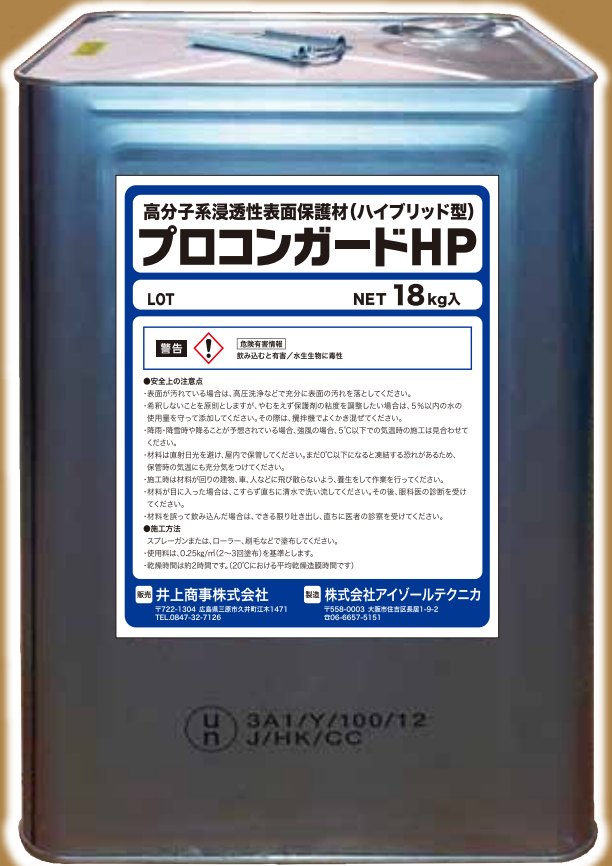 高分子系浸透性表面保護材(ハイブリッド型)
プロコンガードHP
LOT NET 18kg入
警告
危険有害情報
飲み込むと有害/水生生物に毒性
●安全上の注意点
・表面が汚れている場合は、高圧洗浄などで充分に表面の汚れを落としてください。
・希釈しないことを原則としますが、やむをえず保護剤の粘度を調整したい場合は、5%以内の水の
使用量を守って添加してください。その際は、攪拌機でよくかき混ぜてください。
・降雨・降雪時や降ることが予想されている場合、強風の場合、5℃以下での気温時の施工は見合わせて
ください。
・材料は直射日光を避け、屋内で保管してください。まだ0℃以下になると凍結する恐れがあるため、
保管時の気温にも充分気をつけてください。
・施工時は材料が回りの建物、車、人などに飛び散らないよう、養生をして作業を行ってください。
・材料が目に入った場合は、こすらず直ちに清水で洗い流してください。その後、眼科医の診断を受け
てください。
・材料を誤って飲み込んだ場合は、できる限り吐き出し、直ちに医者の診察を受けてください。
●施工方法
スプレーガンまたは、ローラー、刷毛などで塗布してください。
・使用料は、0.25kg/㎡(2〜3回塗布)を基準とします。
・乾燥時間は約2時間です。(20℃における平均乾燥造膜時間です)
販売 井上商事株式会社
〒722-1304 広島県三原市久井町江木1471
TEL.0847-32-7126
製造 株式会社アイゾールテクニカ
〒558-0003 大阪市住吉区長居1-9-2
☎06-6657-5151
un 3A1/Y/100/12
J/HK/CC